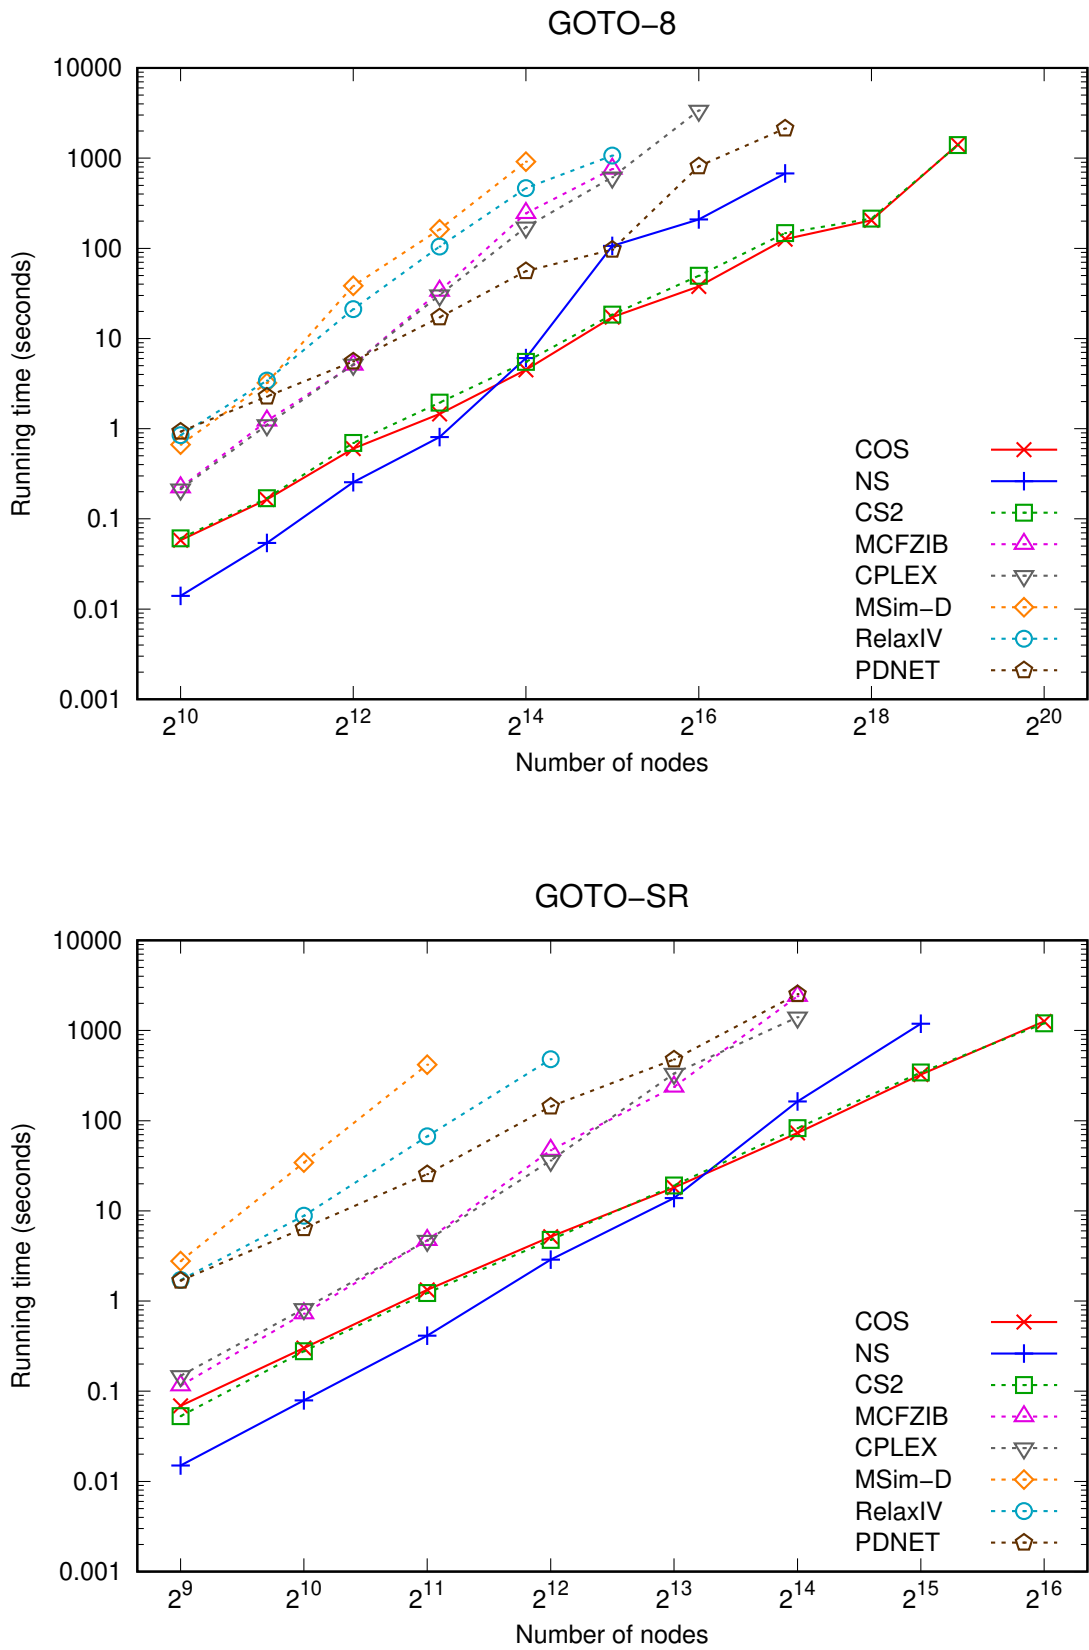 GOTO−8
10000
1000
100
10
1
0.1
0.01
0.001
Running time (seconds)
COS
NS
CS2
MCFZIB
CPLEX
MSim−D
RelaxIV
PDNET
2^10 2^12 2^14 2^16 2^18 2^20
Number of nodes
GOTO−SR
10000
1000
100
10
1
0.1
0.01
0.001
Running time (seconds)
COS
NS
CS2
MCFZIB
CPLEX
MSim−D
RelaxIV
PDNET
2^9 2^10 2^11 2^12 2^13 2^14 2^15 2^16
Number of nodes